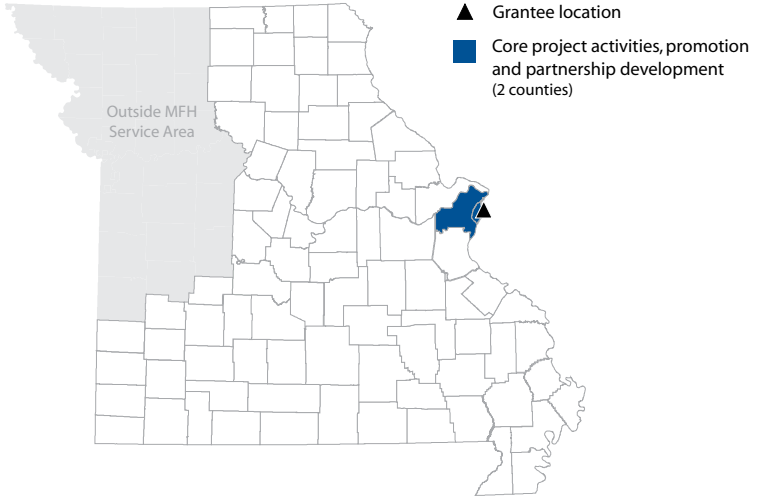 Grantee location
Core project activities, promotion
and partnership development
(2 counties)
Outside MFH
Service Area